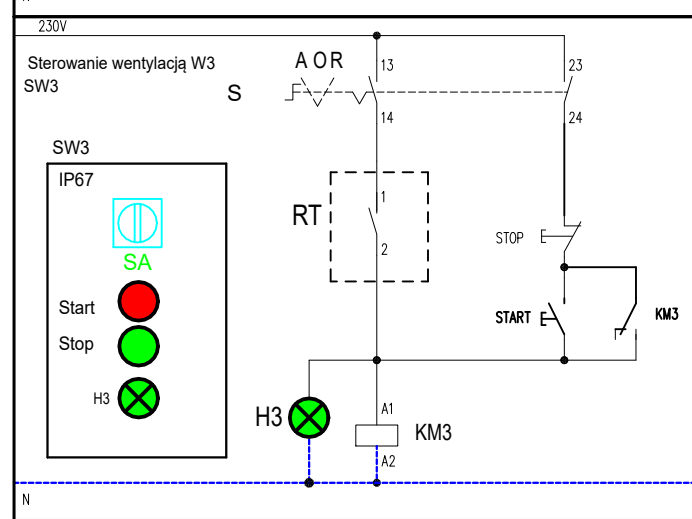 230V
Sterowanie wentylacją W3
SW3
A O R
13
23
S
14
24
SW3
IP67
SA
Start
Stop
H3
RT
1
2
STOP
START
KM3
H3
A1
KM3
A2
N